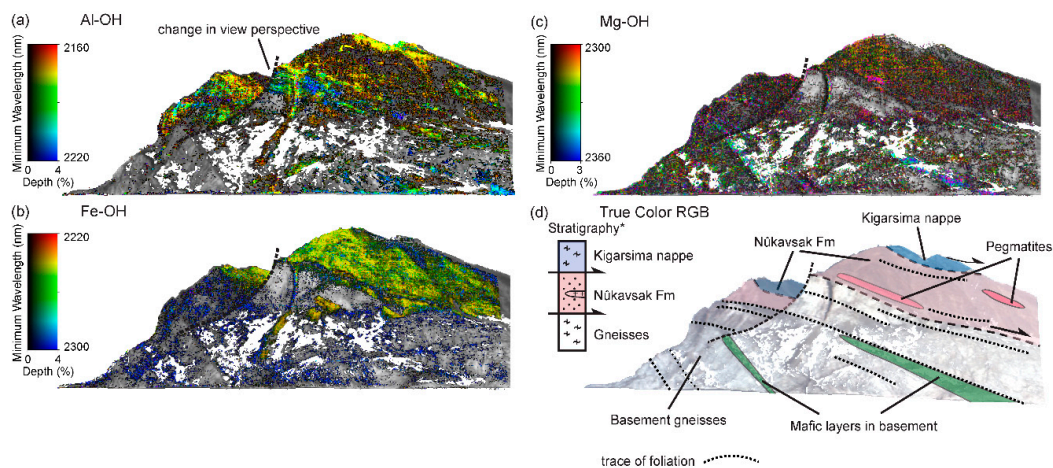 (a) Al-OH
change in view perspective
Minimum Wavelength (nm)
2160
2220
0 4
Depth (%)
(b) Fe-OH
Minimum Wavelength (nm)
2220
2300
0 4
Depth (%)
(c) Mg-OH
Minimum Wavelength (nm)
2300
2360
0 3
Depth (%)
(d) True Color RGB
Stratigraphy*
Kigarsima nappe
Nûkavsak Fm
Gneisses
Kigarsima nappe
Nûkavsak Fm
Pegmatites
Basement gneisses
Mafic layers in basement
trace of foliation